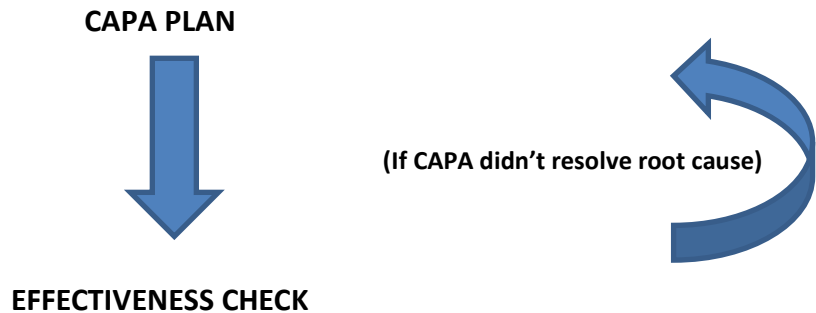 CAPA PLAN
(If CAPA didn’t resolve root cause)
EFFECTIVENESS CHECK